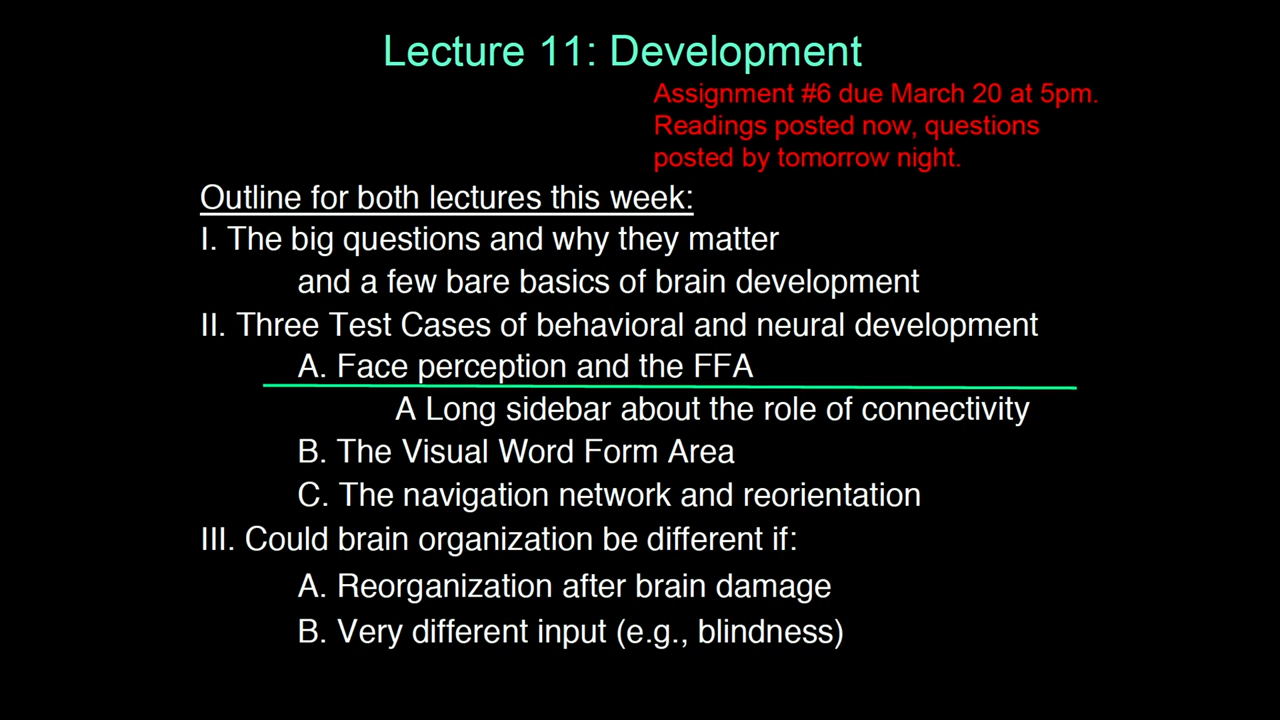 Lecture 11: Development
Assignment #6 due March 20 at 5pm.
Readings posted now, questions
posted by tomorrow night.
Outline for both lectures this week:
I. The big questions and why they matter
and a few bare basics of brain development
II. Three Test Cases of behavioral and neural development
A. Face perception and the FFA
A Long sidebar about the role of connectivity
B. The Visual Word Form Area
C. The navigation network and reorientation
III. Could brain organization be different if:
A. Reorganization after brain damage
B. Very different input (e.g., blindness)